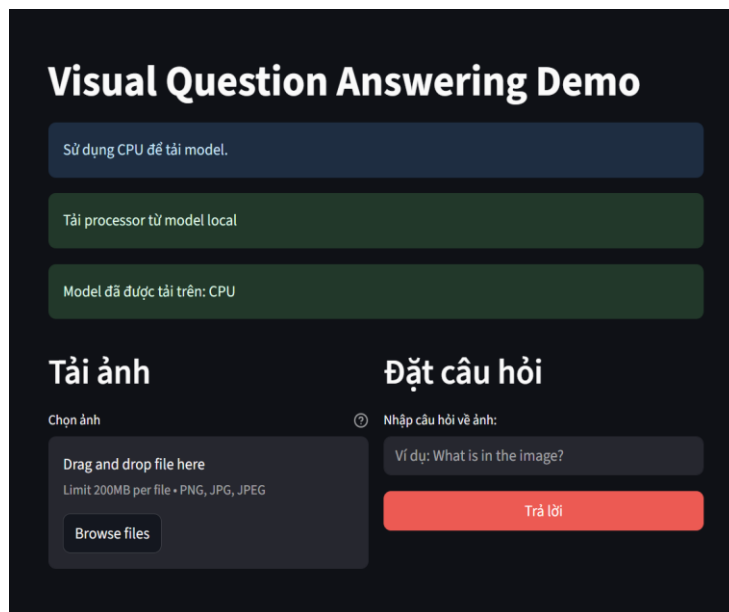 Visual Question Answering Demo
Sử dụng CPU để tải model.
Tải processor từ model local
Model đã được tải trên: CPU
Tải ảnh
Chọn ảnh
Drag and drop file here
Limit 200MB per file • PNG, JPG, JPEG
Browse files
Đặt câu hỏi
Nhập câu hỏi về ảnh:
Ví dụ: What is in the image?
Trả lời